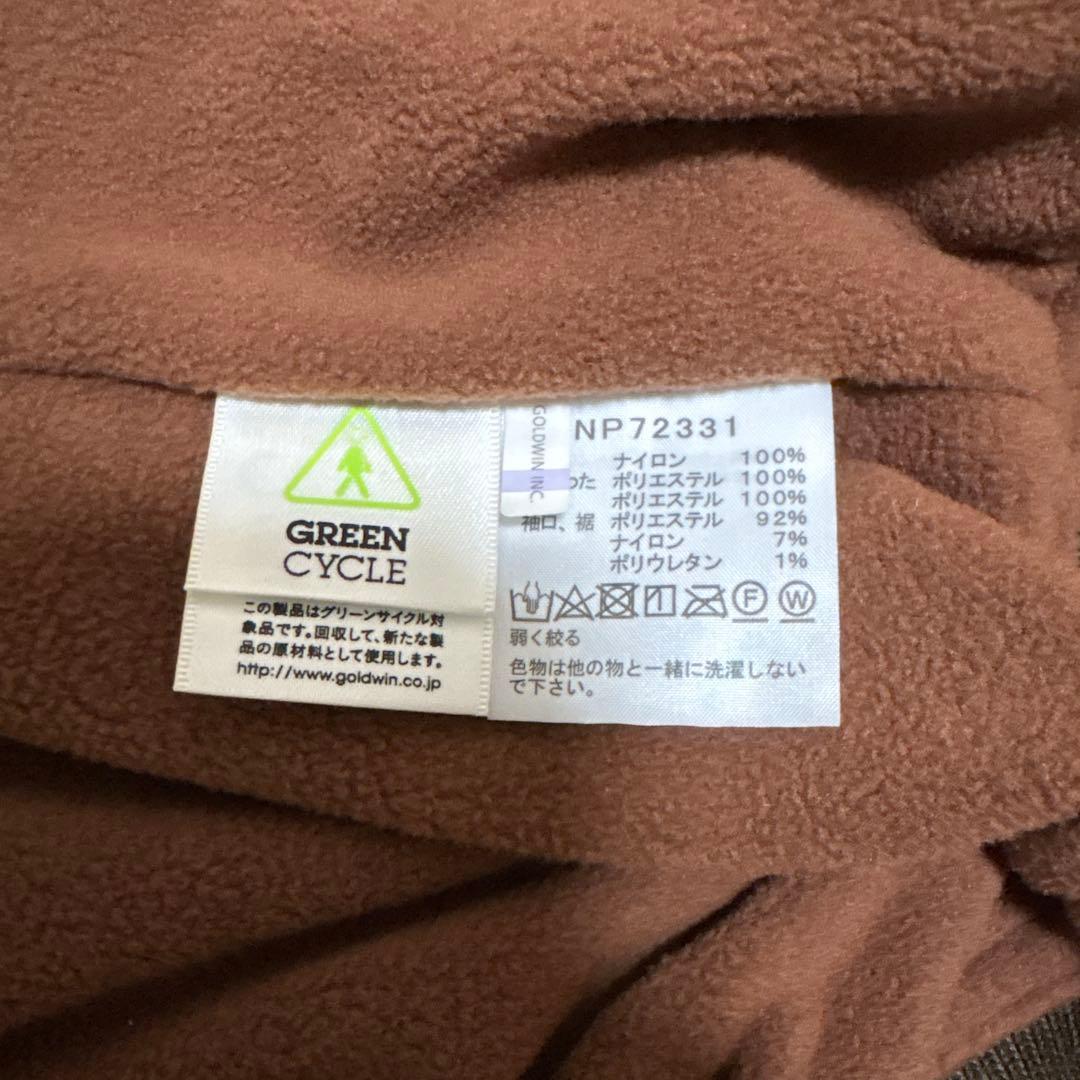 GREEN
CYCLE
この製品はグリーンサイクル対
象品です。回収して、新たな製
品の原材料として使用します。
http://www.goldwin.co.jp
GOLDWIN INC.
NP72331
ナイロン 100%
わた ポリエステル 100%
ポリエステル 100%
袖口、裾 ポリエステル 92%
ナイロン 7%
ポリウレタン 1%
F W
弱く絞る
色物は他の物と一緒に洗濯しない
で下さい。